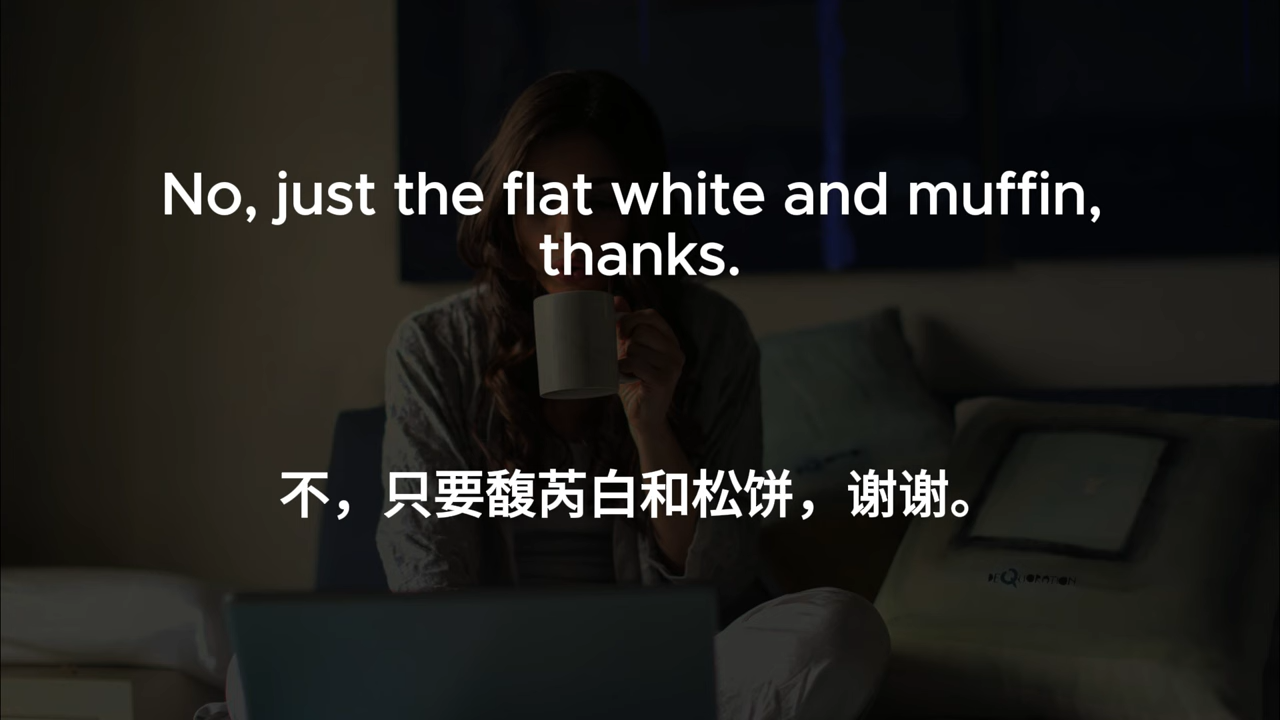 No, just the flat white and muffin,
thanks.
不，只要馥芮白和松饼，谢谢。